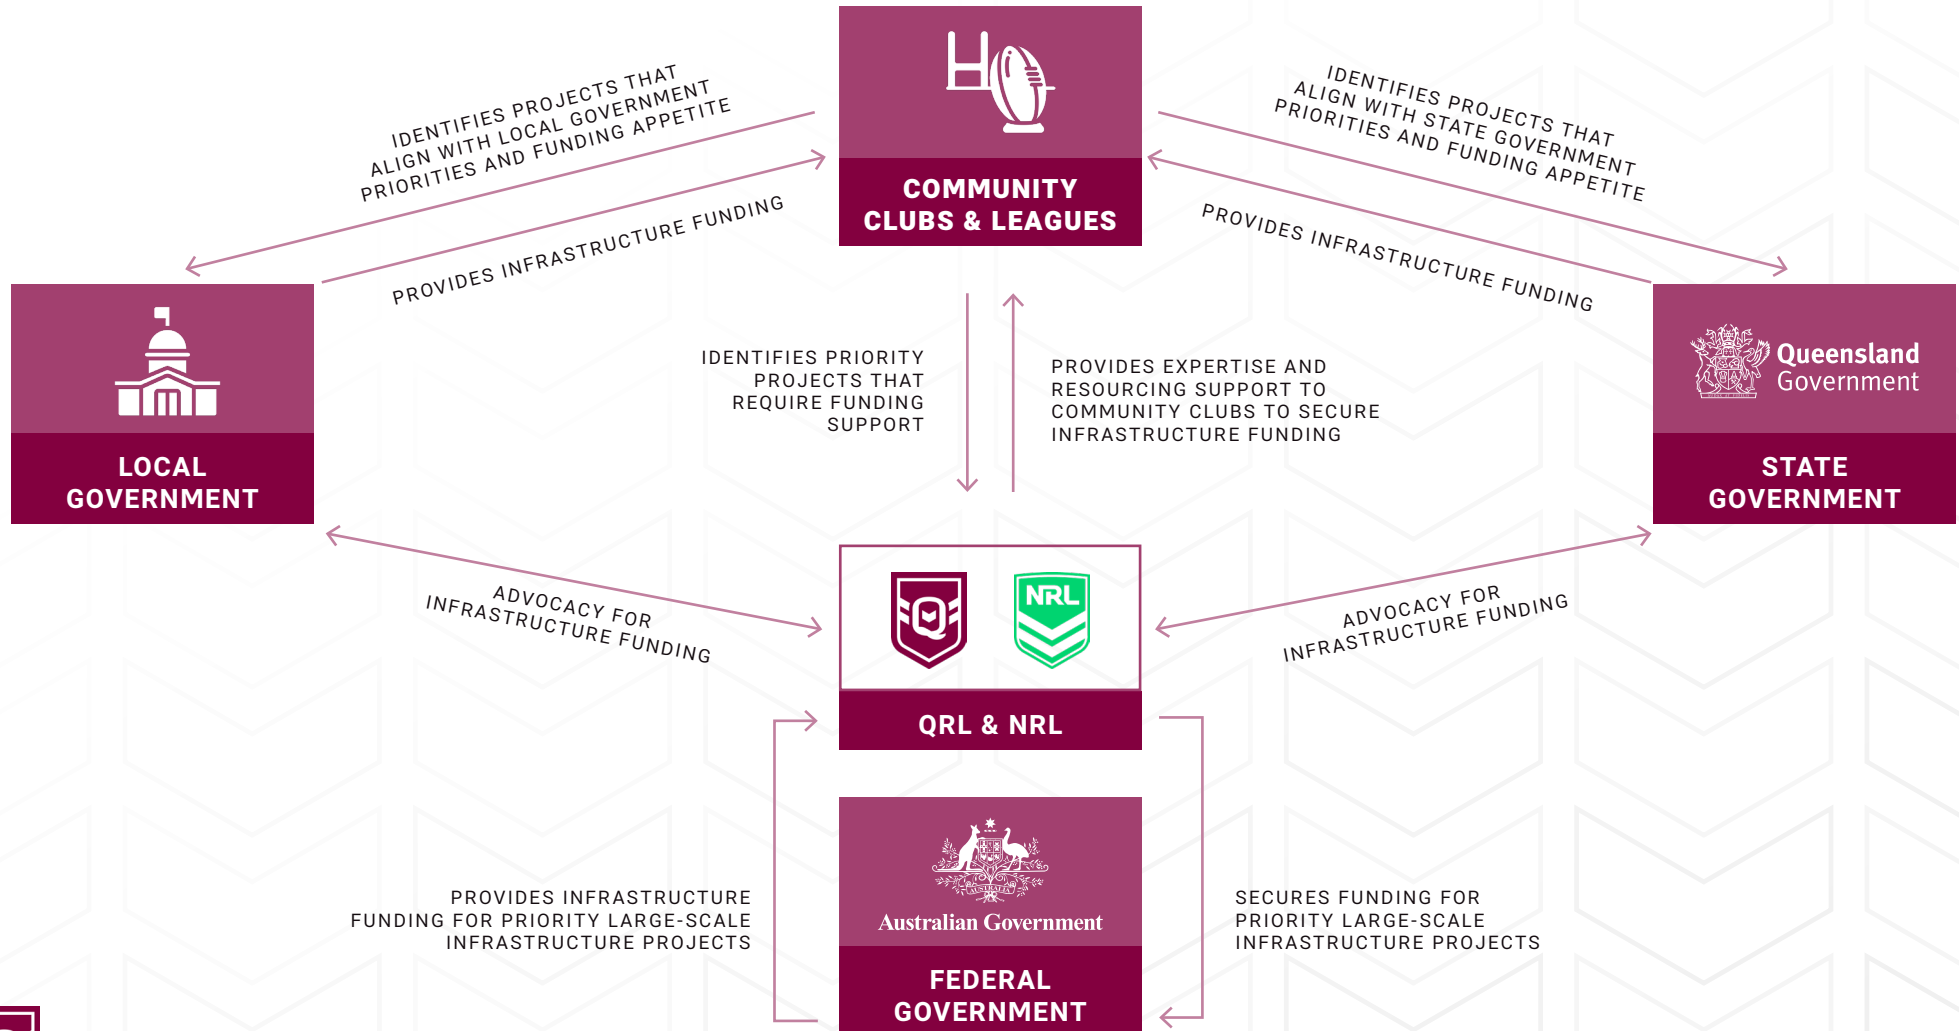 IDENTIFIES PROJECTS THAT
ALIGN WITH LOCAL GOVERNMENT
PRIORITIES AND FUNDING APPETITE
PROVIDES INFRASTRUCTURE FUNDING
COMMUNITY
CLUBS & LEAGUES
IDENTIFIES PROJECTS THAT
ALIGN WITH STATE GOVERNMENT
PRIORITIES AND FUNDING APPETITE
PROVIDES INFRASTRUCTURE FUNDING
LOCAL
GOVERNMENT
IDENTIFIES PRIORITY
PROJECTS THAT
REQUIRE FUNDING
SUPPORT
PROVIDES EXPERTISE AND
RESOURCING SUPPORT TO
COMMUNITY CLUBS TO SECURE
INFRASTRUCTURE FUNDING
Queensland
Government
STATE
GOVERNMENT
ADVOCACY FOR
INFRASTRUCTURE FUNDING
Q
NRL
QRL & NRL
ADVOCACY FOR
INFRASTRUCTURE FUNDING
PROVIDES INFRASTRUCTURE
FUNDING FOR PRIORITY LARGE-SCALE
INFRASTRUCTURE PROJECTS
AUSTRALIA
Australian Government
FEDERAL
GOVERNMENT
SECURES FUNDING FOR
PRIORITY LARGE-SCALE
INFRASTRUCTURE PROJECTS